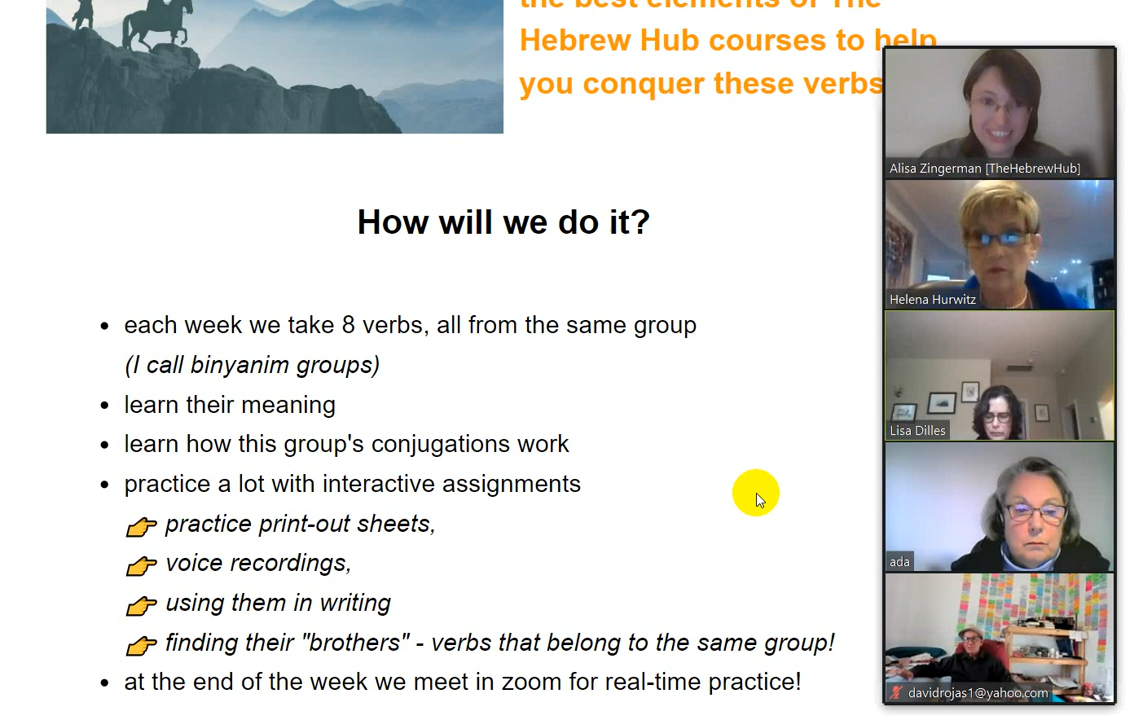 the best elements of The
Hebrew Hub courses to help
you conquer these verbs
How will we do it?
• each week we take 8 verbs, all from the same group
(I call binyanim groups)
• learn their meaning
• learn how this group's conjugations work
• practice a lot with interactive assignments
👉 practice print-out sheets,
👉 voice recordings,
👉 using them in writing
👉 finding their "brothers" - verbs that belong to the same group!
• at the end of the week we meet in zoom for real-time practice!
Alisa Zingerman [TheHebrewHub]
Helena Hurwitz
Lisa Dilles
ada
davidrojas1@yahoo.com